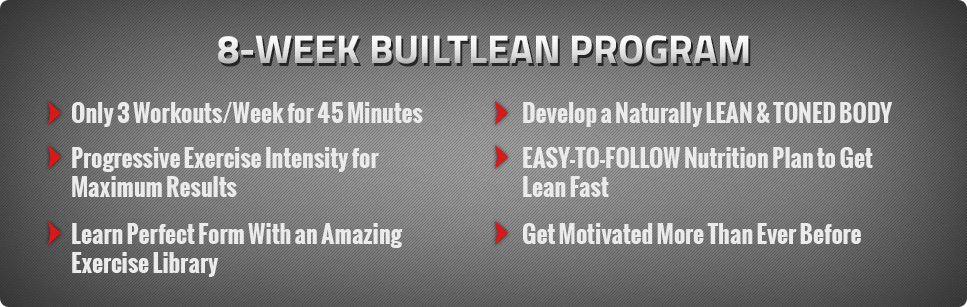 8-WEEK BUILTLEAN PROGRAM
Only 3 Workouts/Week for 45 Minutes
Progressive Exercise Intensity for
Maximum Results
Learn Perfect Form With an Amazing
Exercise Library
Develop a Naturally LEAN & TONED BODY
EASY-TO-FOLLOW Nutrition Plan to Get
Lean Fast
Get Motivated More Than Ever Before